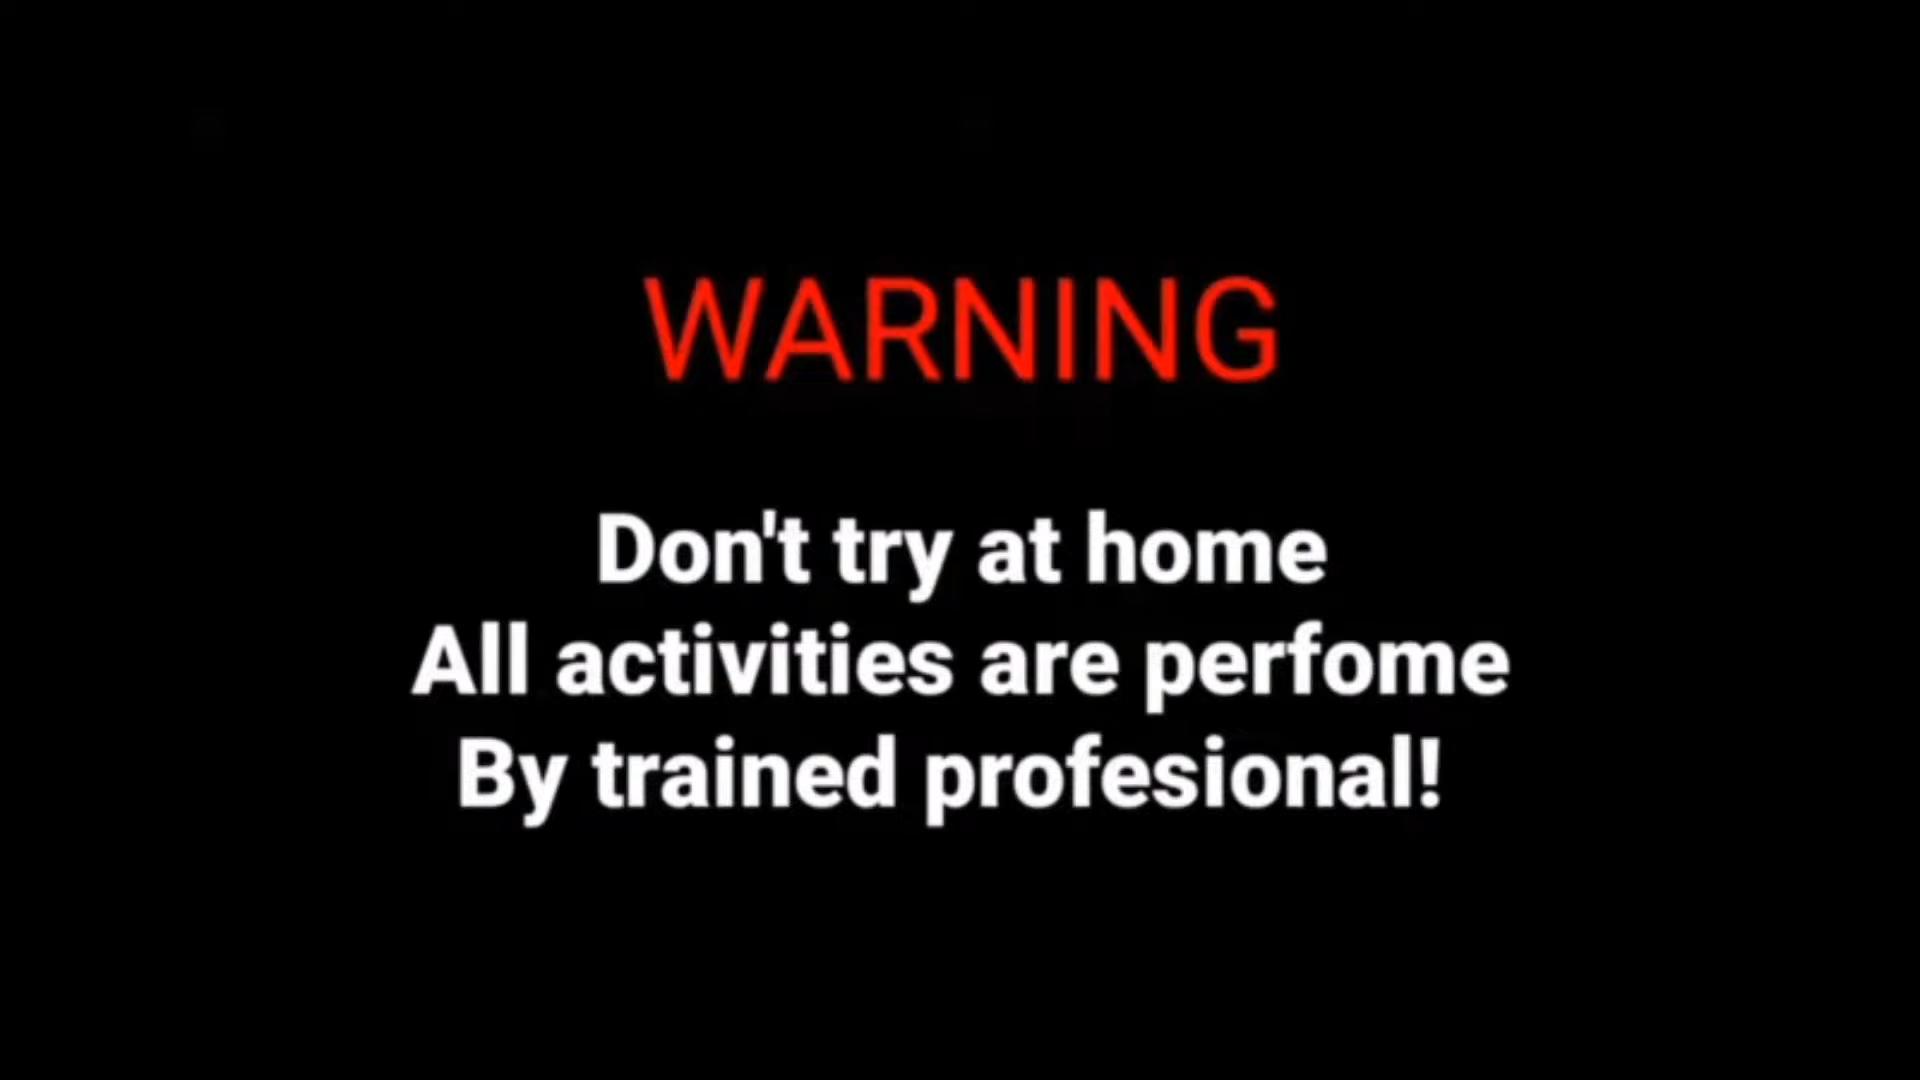 WARNING
Don't try at home
All activities are perfome
By trained profesional!